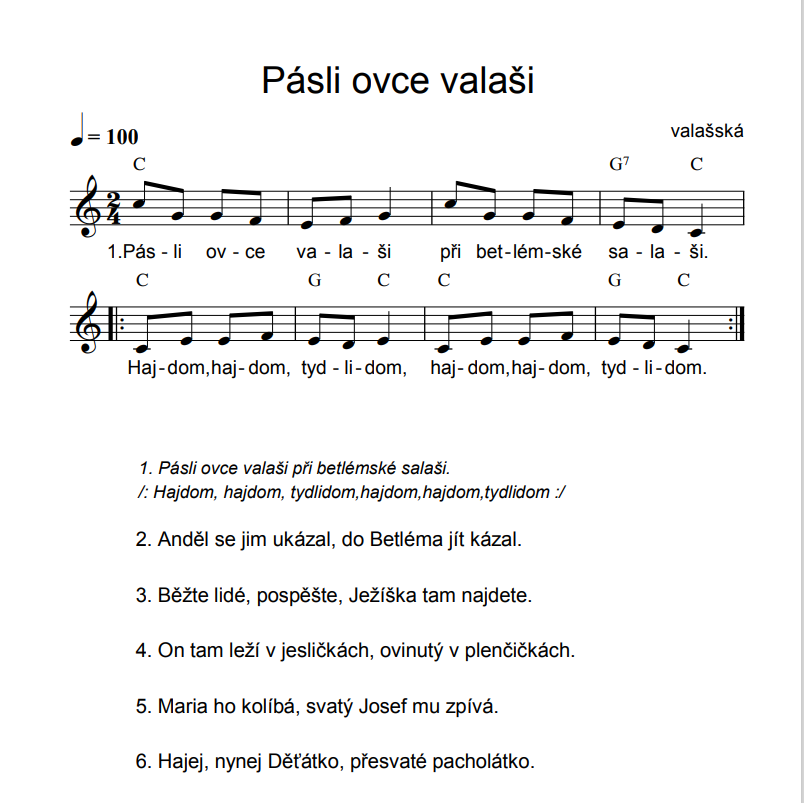 Pásli ovce valaši
= 100
valašská
C G7 C
2
4
1.Pás - li ov - ce va - la - ši při bet-lém-ské sa - la - ši.
C G C C G C
Haj-dom,haj-dom, tyd - li-dom, haj-dom,haj-dom, tyd - li-dom.
1. Pásli ovce valaši při betlémské salaši.
/: Hajdom, hajdom, tydlidom,hajdom,hajdom,tydlidom :/
2. Anděl se jim ukázal, do Betléma jít kázal.
3. Běžte lidé, pospěšte, Ježíška tam najdete.
4. On tam leží v jesličkách, ovinutý v plenčičkách.
5. Maria ho kolíbá, svatý Josef mu zpívá.
6. Hajej, nynej Děťátko, přesvaté pacholátko.